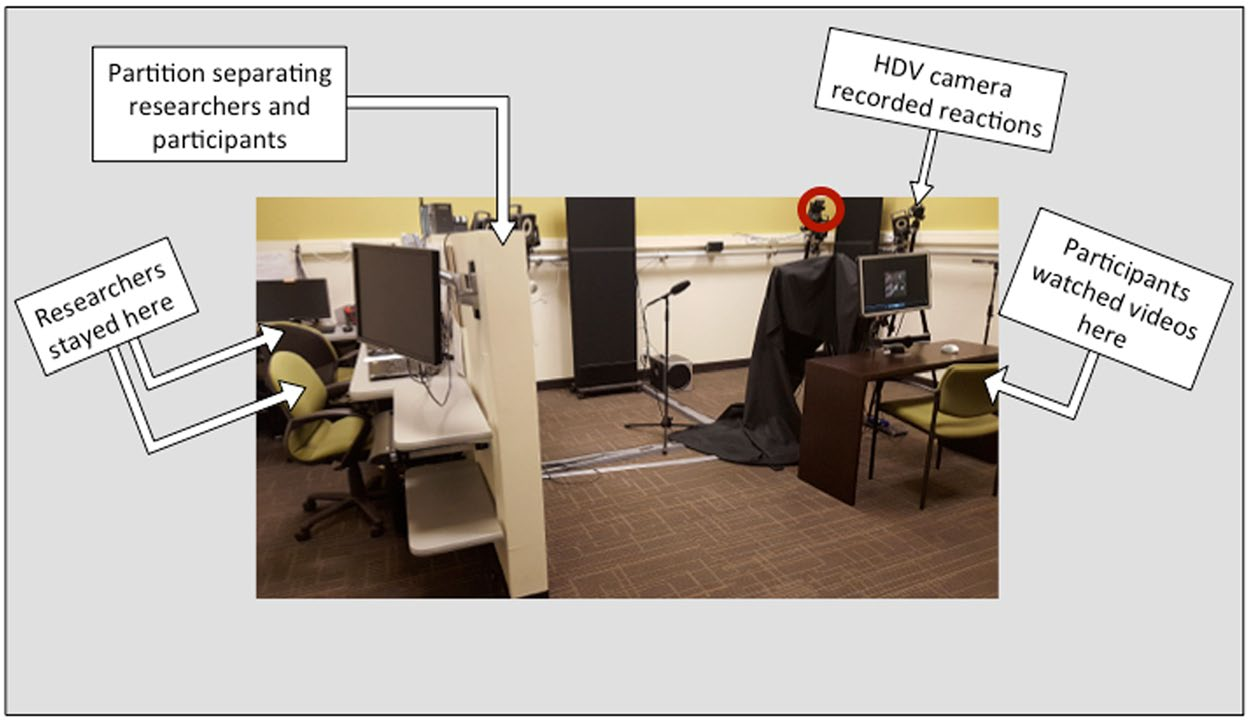 Partition separating
researchers and
participants
HDV camera
recorded reactions
Researchers
stayed here
Participants
watched videos
here